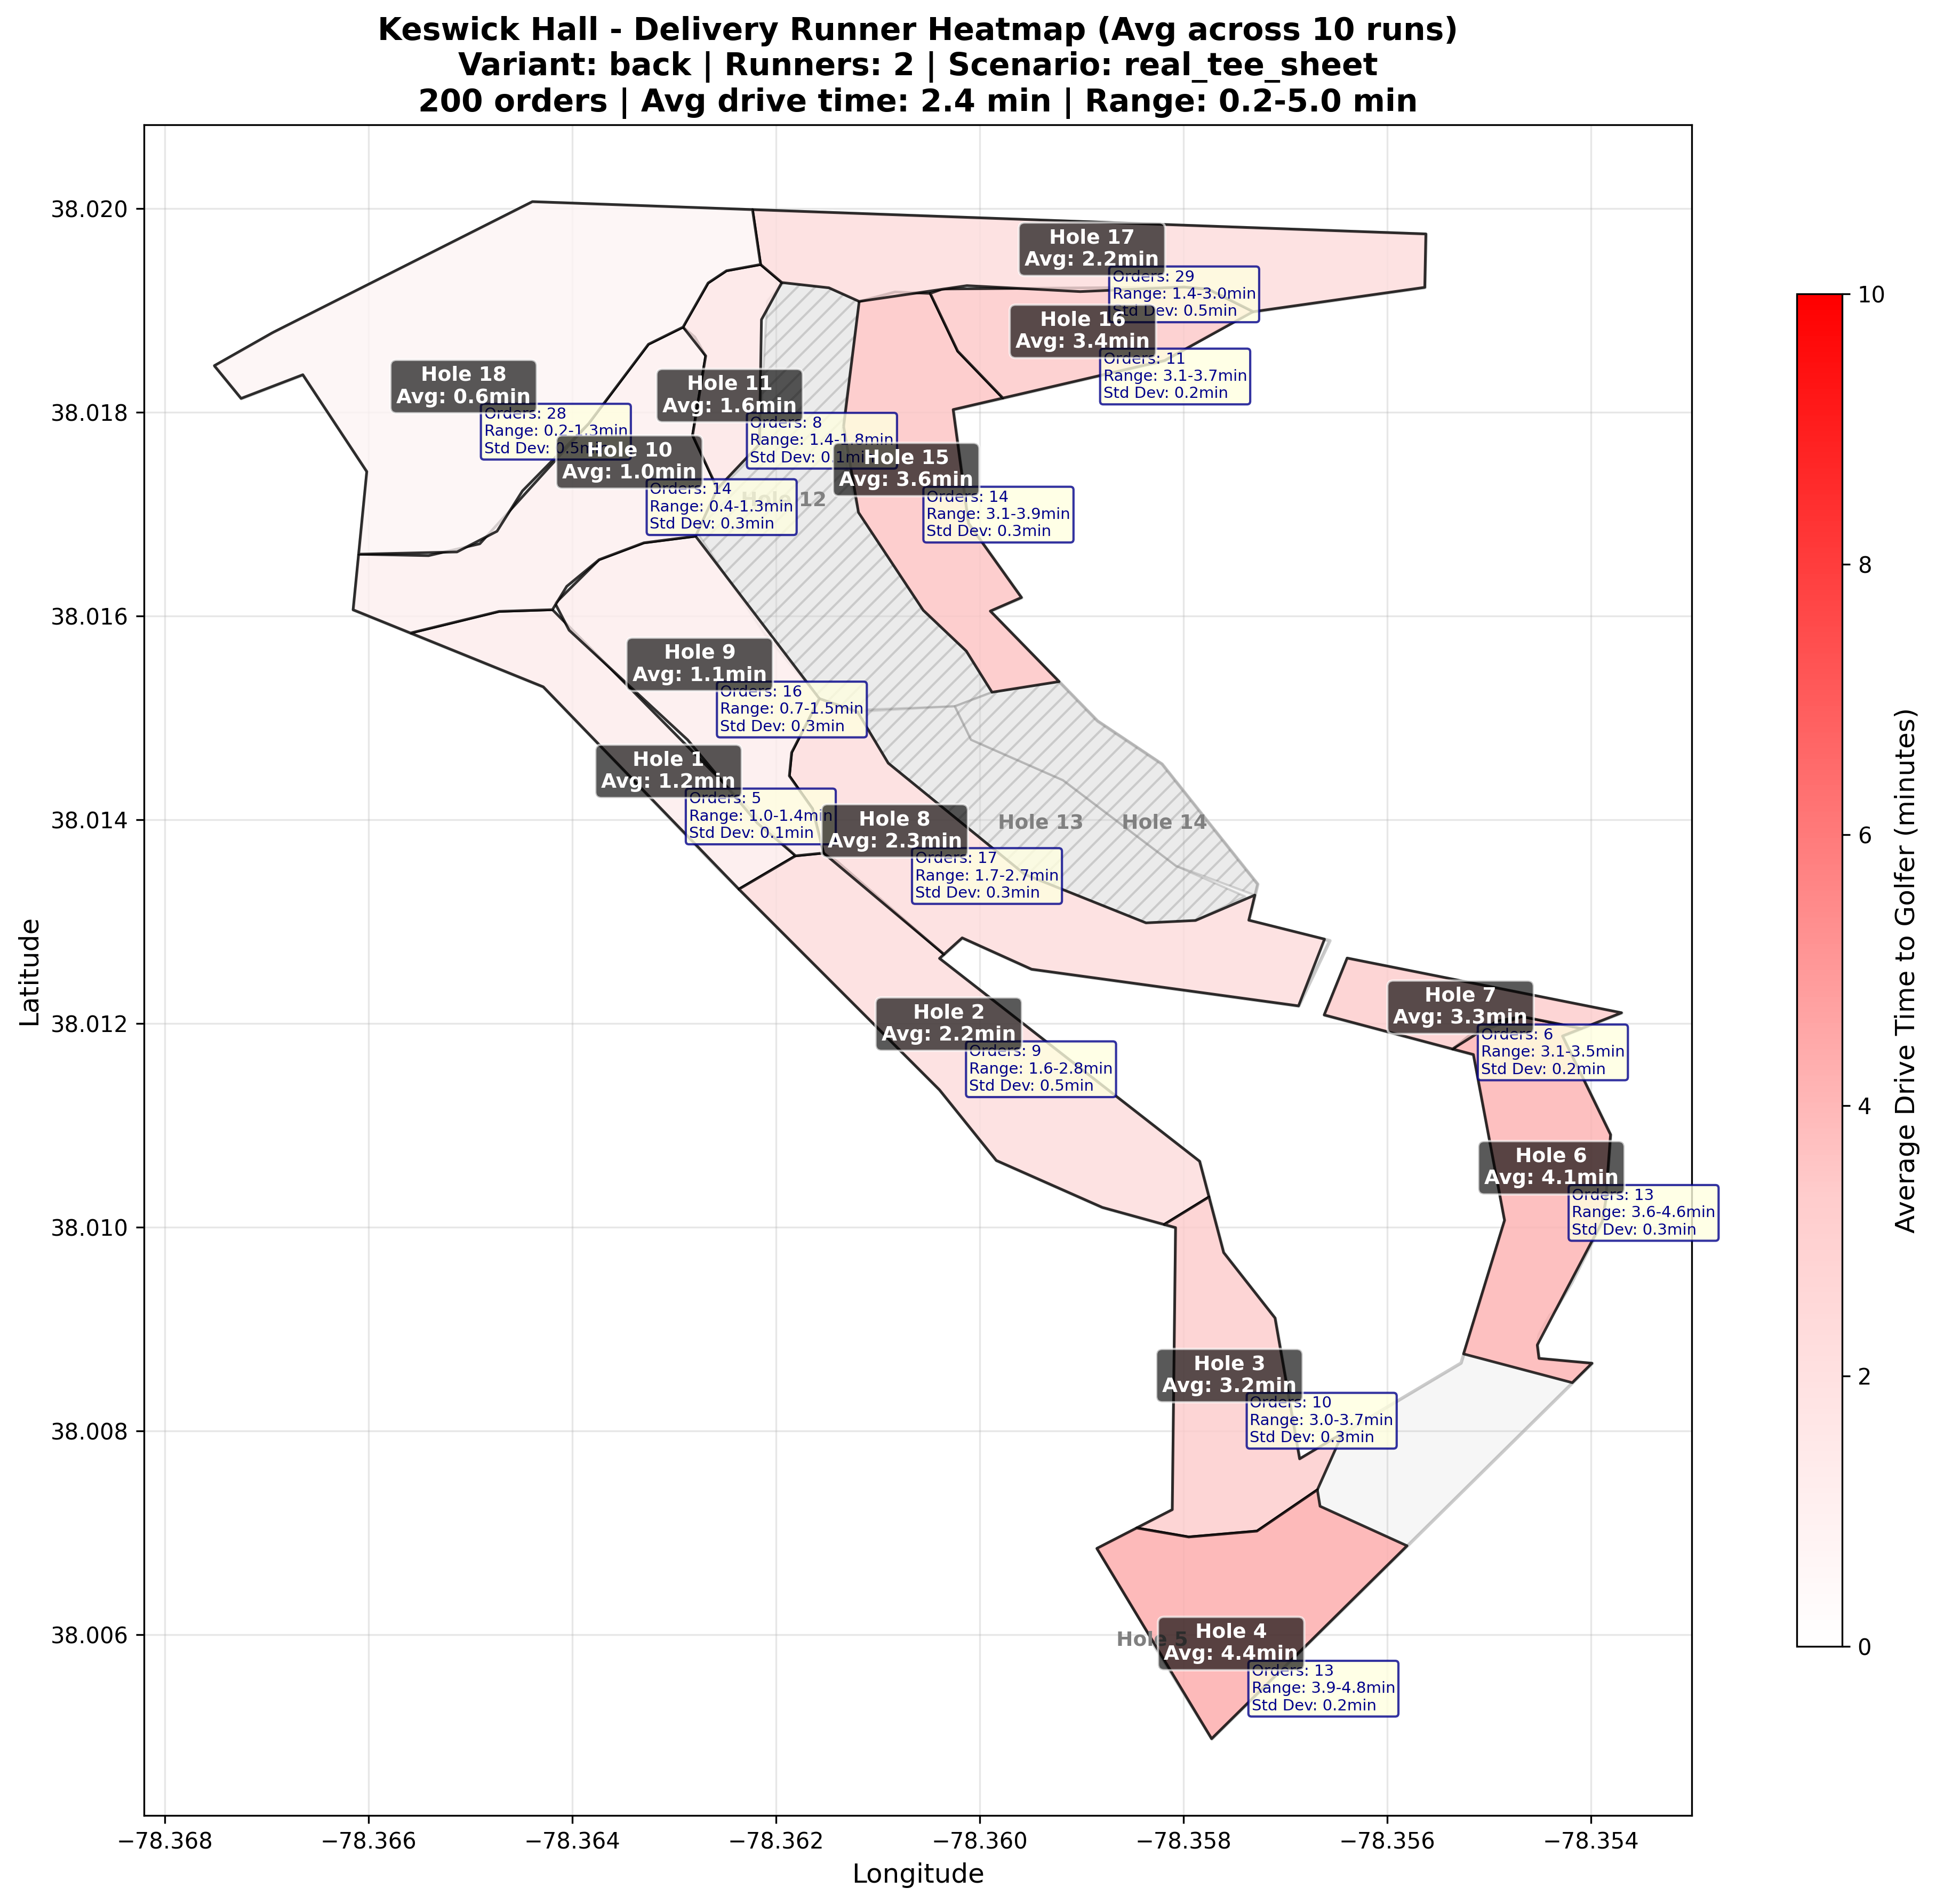 Keswick Hall - Delivery Runner Heatmap (Avg across 10 runs)
Variant: back | Runners: 2 | Scenario: real_tee_sheet
200 orders | Avg drive time: 2.4 min | Range: 0.2-5.0 min
Hole 17
Avg: 2.2min
Orders: 29
Range: 1.4-3.0min
Std Dev: 0.5min
Hole 16
Avg: 3.4min
Orders: 11
Range: 3.1-3.7min
Std Dev: 0.2min
Hole 18
Avg: 0.6min
Orders: 28
Range: 0.2-1.3min
Std Dev: 0.5min
Hole 11
Avg: 1.6min
Orders: 8
Range: 1.4-1.8min
Std Dev: 0.1min
Hole 10
Avg: 1.0min
Orders: 14
Range: 0.4-1.3min
Std Dev: 0.3min
Hole 15
Avg: 3.6min
Orders: 14
Range: 3.1-3.9min
Std Dev: 0.3min
Hole 12
Hole 9
Avg: 1.1min
Orders: 16
Range: 0.7-1.5min
Std Dev: 0.3min
Hole 1
Avg: 1.2min
Orders: 5
Range: 1.0-1.4min
Std Dev: 0.1min
Hole 8
Avg: 2.3min
Orders: 17
Range: 1.7-2.7min
Std Dev: 0.3min
Hole 13
Hole 14
Hole 2
Avg: 2.2min
Orders: 9
Range: 1.6-2.8min
Std Dev: 0.5min
Hole 7
Avg: 3.3min
Orders: 6
Range: 3.1-3.5min
Std Dev: 0.2min
Hole 6
Avg: 4.1min
Orders: 13
Range: 3.6-4.6min
Std Dev: 0.3min
Hole 3
Avg: 3.2min
Orders: 10
Range: 3.0-3.7min
Std Dev: 0.3min
Hole 5
Hole 4
Avg: 4.4min
Orders: 13
Range: 3.9-4.8min
Std Dev: 0.2min
38.020
38.018
38.016
38.014
38.012
38.010
38.008
38.006
Latitude
−78.368
−78.366
−78.364
−78.362
−78.360
−78.358
−78.356
−78.354
Longitude
10
8
6
4
2
0
Average Drive Time to Golfer (minutes)